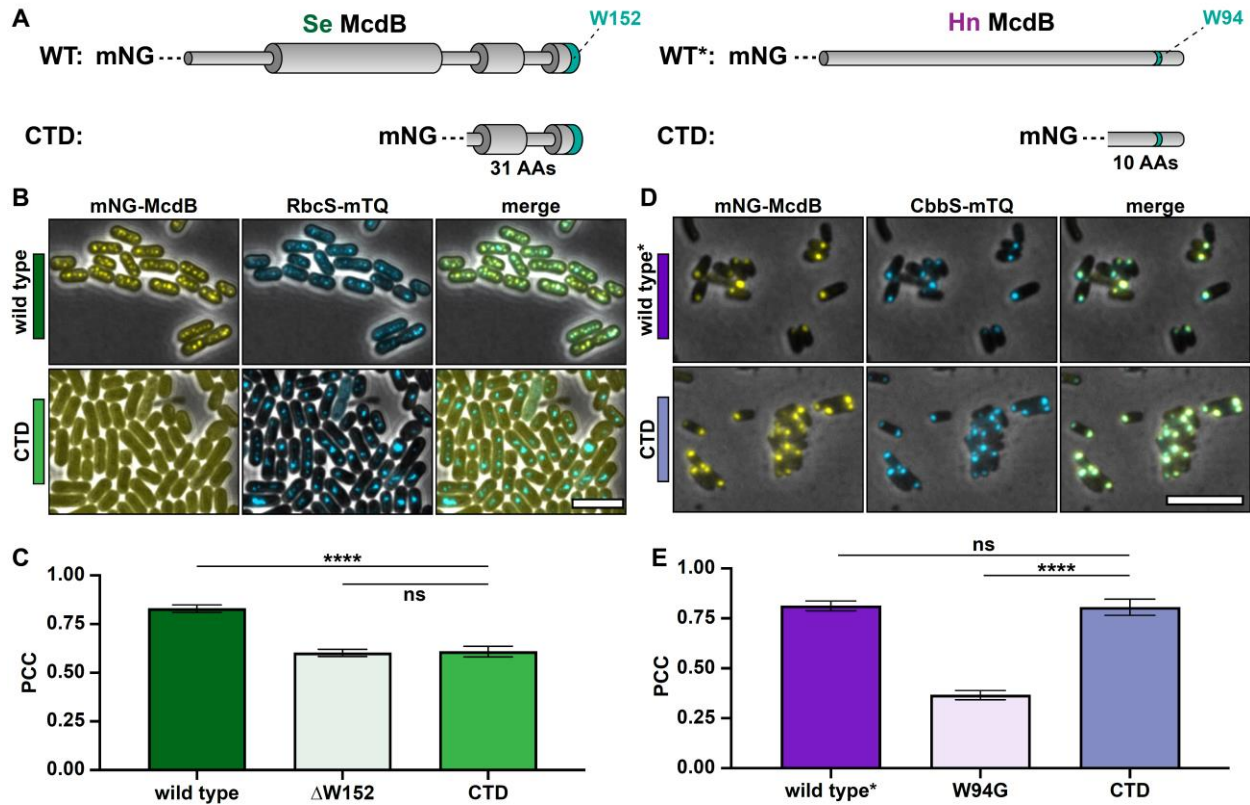 A
Se McdB
W152
WT: mNG
CTD:
mNG
31 AAs
Hn McdB
W94
WT*: mNG
CTD:
mNG
10 AAs
B
mNG-McdB
RbcS-mTQ
merge
wild type
CTD
D
mNG-McdB
CbbS-mTQ
merge
wild type*
CTD
C
****
ns
1.00
0.75
0.50
0.25
0.00
PCC
wild type
ΔW152
CTD
E
ns
****
1.00
0.75
0.50
0.25
0.00
PCC
wild type*
W94G
CTD